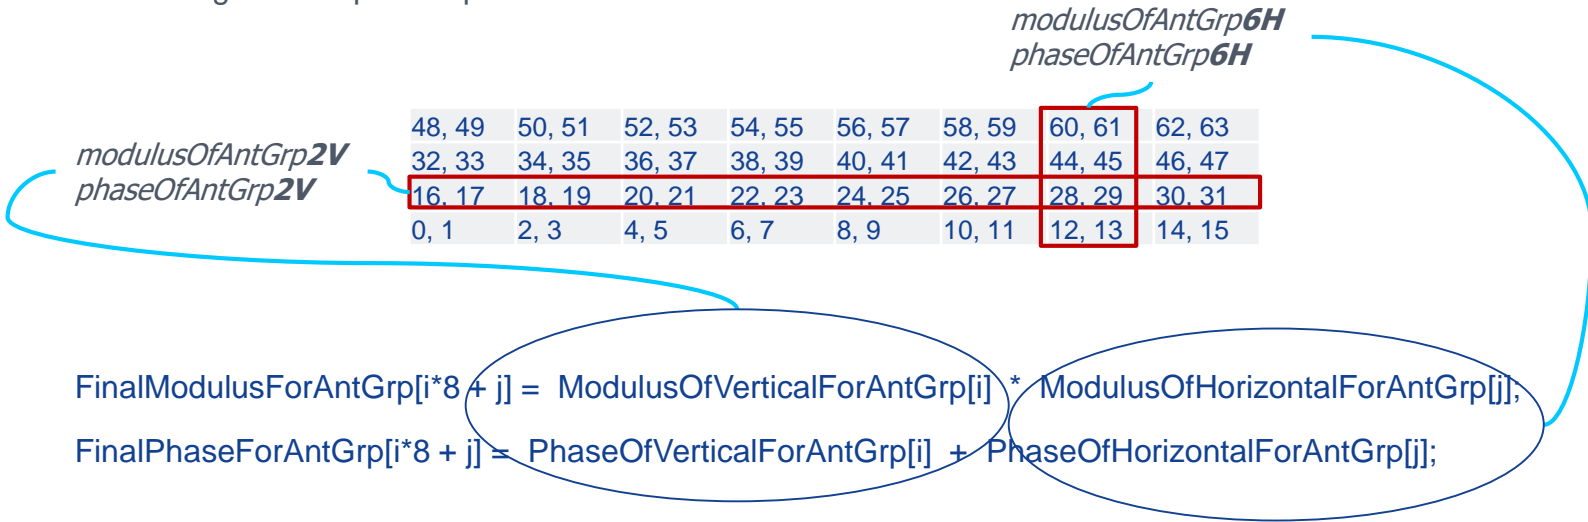 modulusOfAntGrp6H
phaseOfAntGrp6H
48, 49 50, 51 52, 53 54, 55 56, 57 58, 59 60, 61 62, 63
modulusOfAntGrp2V
32, 33 34, 35 36, 37 38, 39 40, 41 42, 43 44, 45 46, 47
phaseOfAntGrp2V
16, 17 18, 19 20, 21 22, 23 24, 25 26, 27 28, 29 30, 31
0, 1 2, 3 4, 5 6, 7 8, 9 10, 11 12, 13 14, 15
FinalModulusForAntGrp[i*8 + j] = ModulusOfVerticalForAntGrp[i] * ModulusOfHorizontalForAntGrp[j];
FinalPhaseForAntGrp[i*8 + j] = PhaseOfVerticalForAntGrp[i] + PhaseOfHorizontalForAntGrp[j];